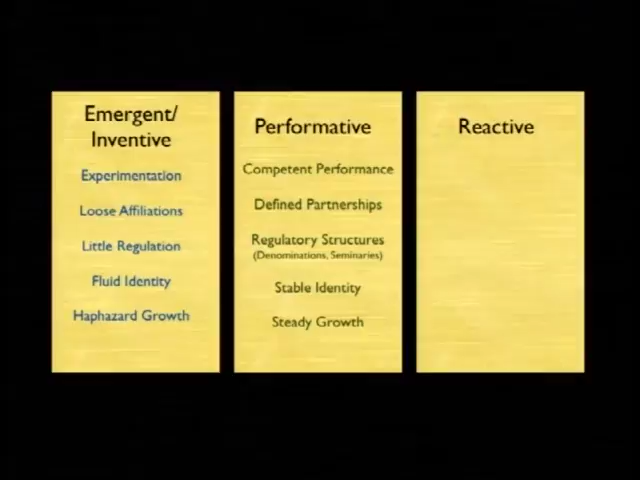 Emergent/
Inventive
Experimentation
Loose Affiliations
Little Regulation
Fluid Identity
Haphazard Growth
Performative
Competent Performance
Defined Partnerships
Regulatory Structures
(Denominations, Seminaries)
Stable Identity
Steady Growth
Reactive